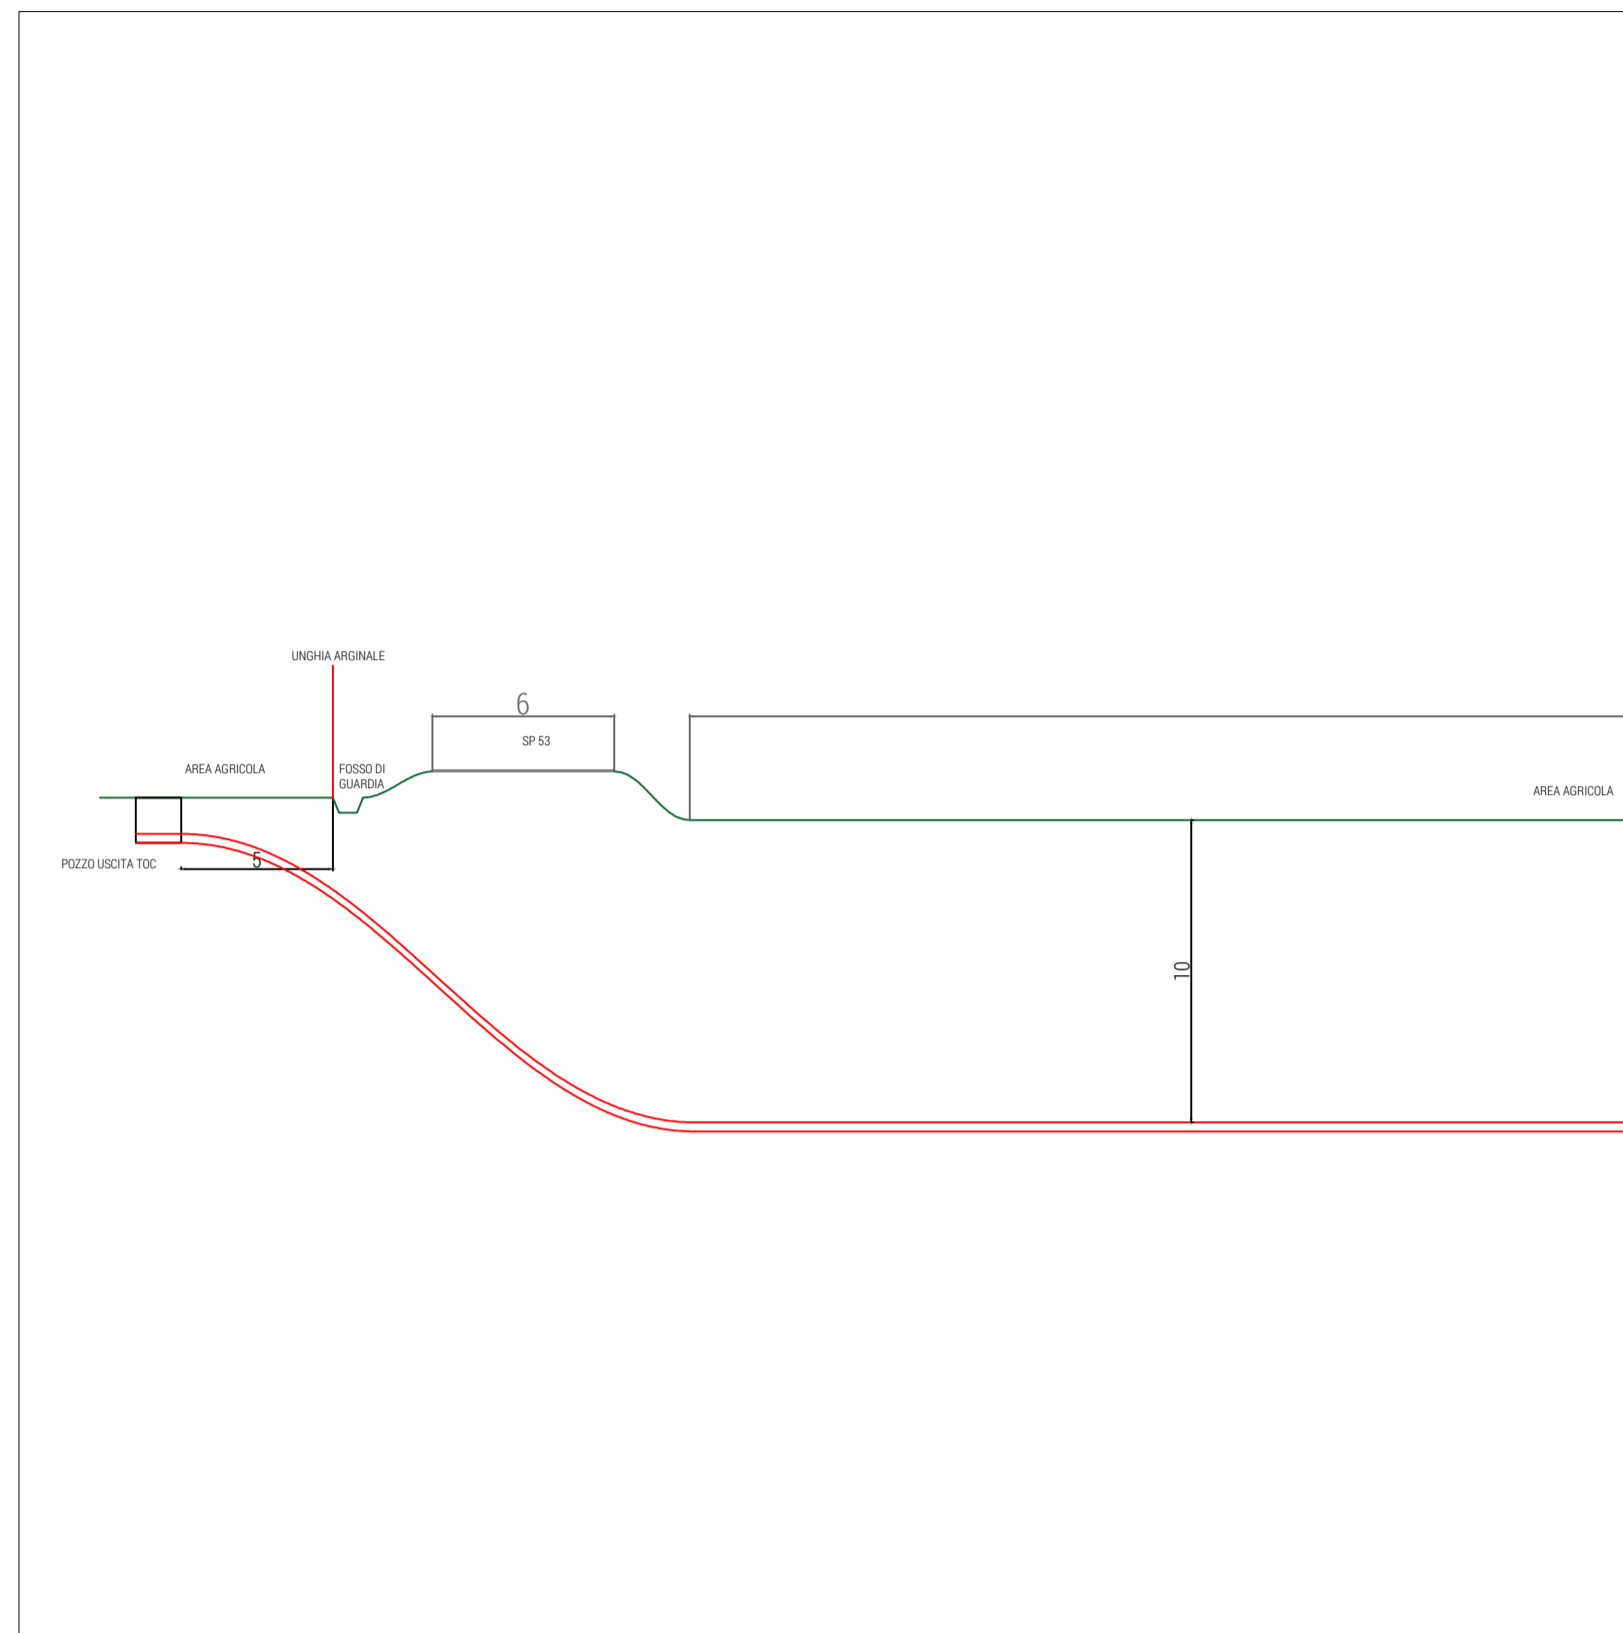 UNGHIA ARGINALE
6
SP 53
AREA AGRICOLA
FOSSO DI
GUARDIA
AREA AGRICOLA
POZZO USCITA TOC
5
10